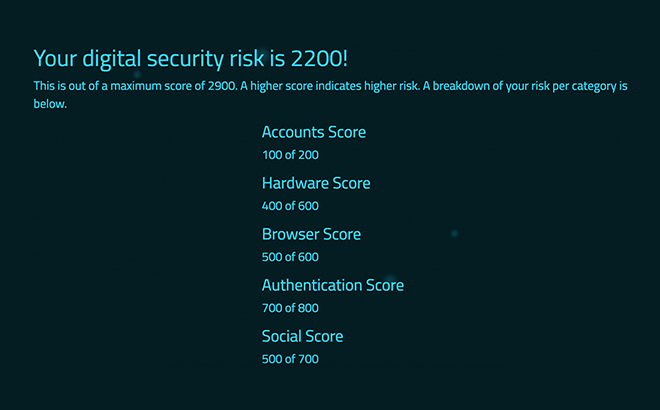 Your digital security risk is 2200!
This is out of a maximum score of 2900. A higher score indicates higher risk. A breakdown of your risk per category is
below.
Accounts Score
100 of 200
Hardware Score
400 of 600
Browser Score
500 of 600
Authentication Score
700 of 800
Social Score
500 of 700